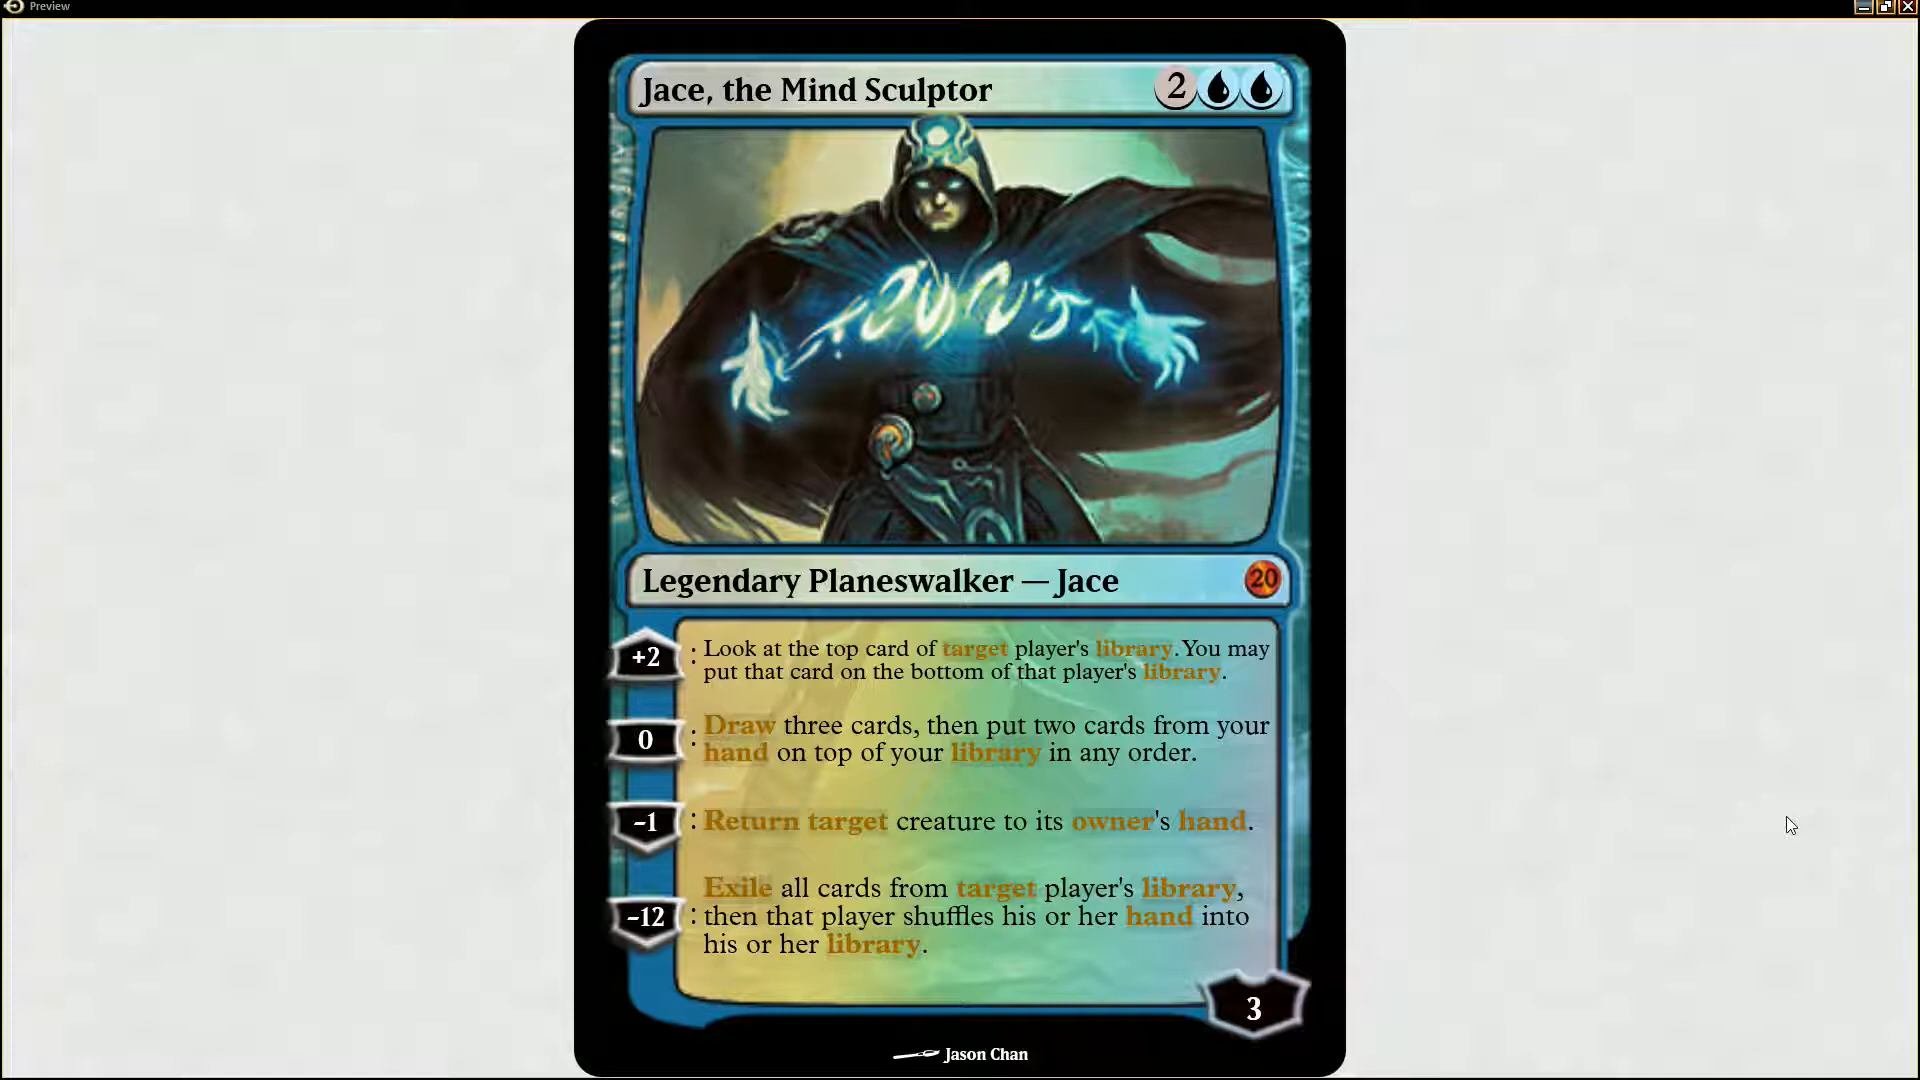 Preview
Jace, the Mind Sculptor 2
Legendary Planeswalker — Jace 20
+2 : Look at the top card of target player's library. You may
put that card on the bottom of that player's library.
0 : Draw three cards, then put two cards from your
hand on top of your library in any order.
–1 : Return target creature to its owner's hand.
Exile all cards from target player's library,
–12 : then that player shuffles his or her hand into
his or her library.
3
Jason Chan